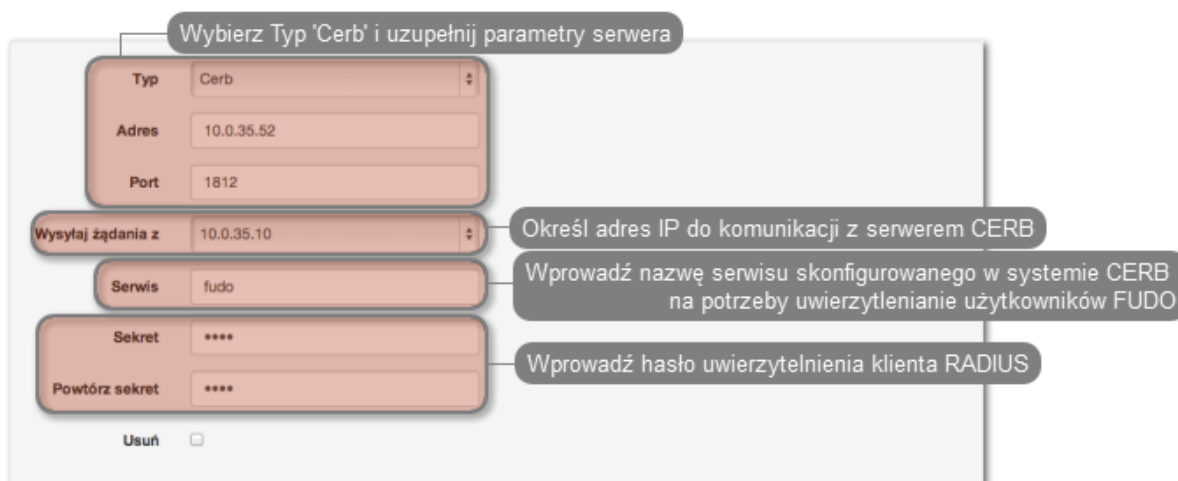 Wybierz Typ 'Cerb' i uzupełnij parametry serwera
Typ Cerb
Adres 10.0.35.52
Port 1812
Wysyłaj żądania z 10.0.35.10
Określ adres IP do komunikacji z serwerem CERB
Serwis fudo
Wprowadź nazwę serwisu skonfigurowanego w systemie CERB
na potrzeby uwierzytlenianie użytkowników FUDO
Sekret ••••
Wprowadź hasło uwierzytelnienia klienta RADIUS
Powtórz sekret ••••
Usuń